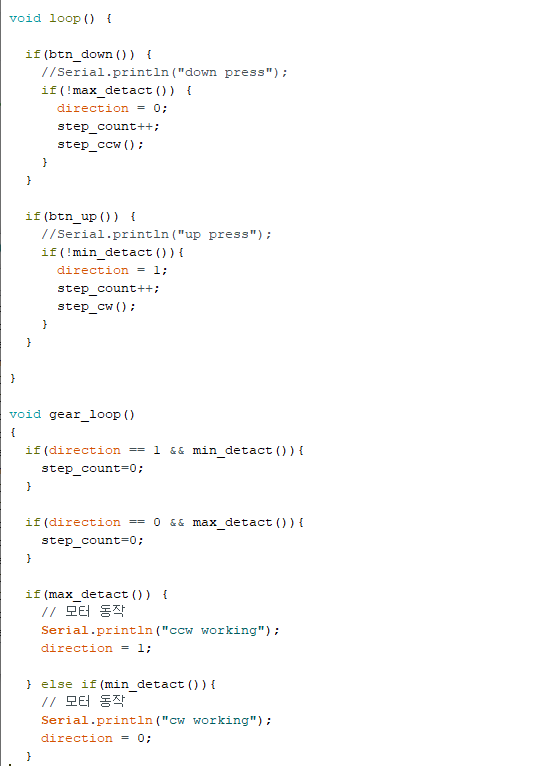 void loop() {
if(btn_down()) {
//Serial.println("down press");
if(!max_detact()) {
direction = 0;
step_count++;
step_ccw();
}
}
if(btn_up()) {
//Serial.println("up press");
if(!min_detact()){
direction = 1;
step_count++;
step_cw();
}
}
}
void gear_loop()
{
if(direction == 1 && min_detact()){
step_count=0;
}
if(direction == 0 && max_detact()){
step_count=0;
}
if(max_detact()) {
// 모터 동작
Serial.println("ccw working");
direction = 1;
} else if(min_detact()){
// 모터 동작
Serial.println("cw working");
direction = 0;
}